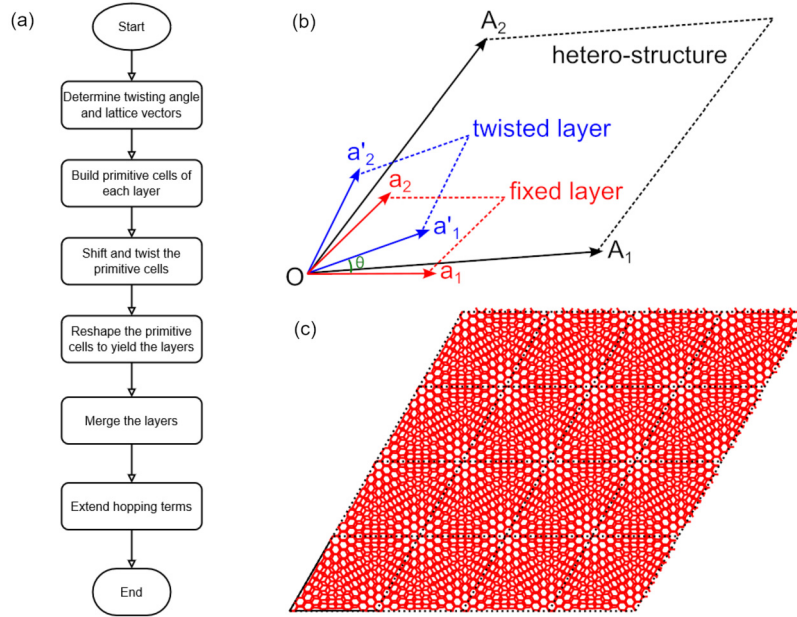 (a)
Start
Determine twisting angle
and lattice vectors
Build primitive cells of
each layer
Shift and twist the
primitive cells
Reshape the primitive
cells to yield the layers
Merge the layers
Extend hopping terms
End
(b)
A2
hetero-structure
twisted layer
a'2
a2
fixed layer
a'1
θ
O
a1
A1
(c)